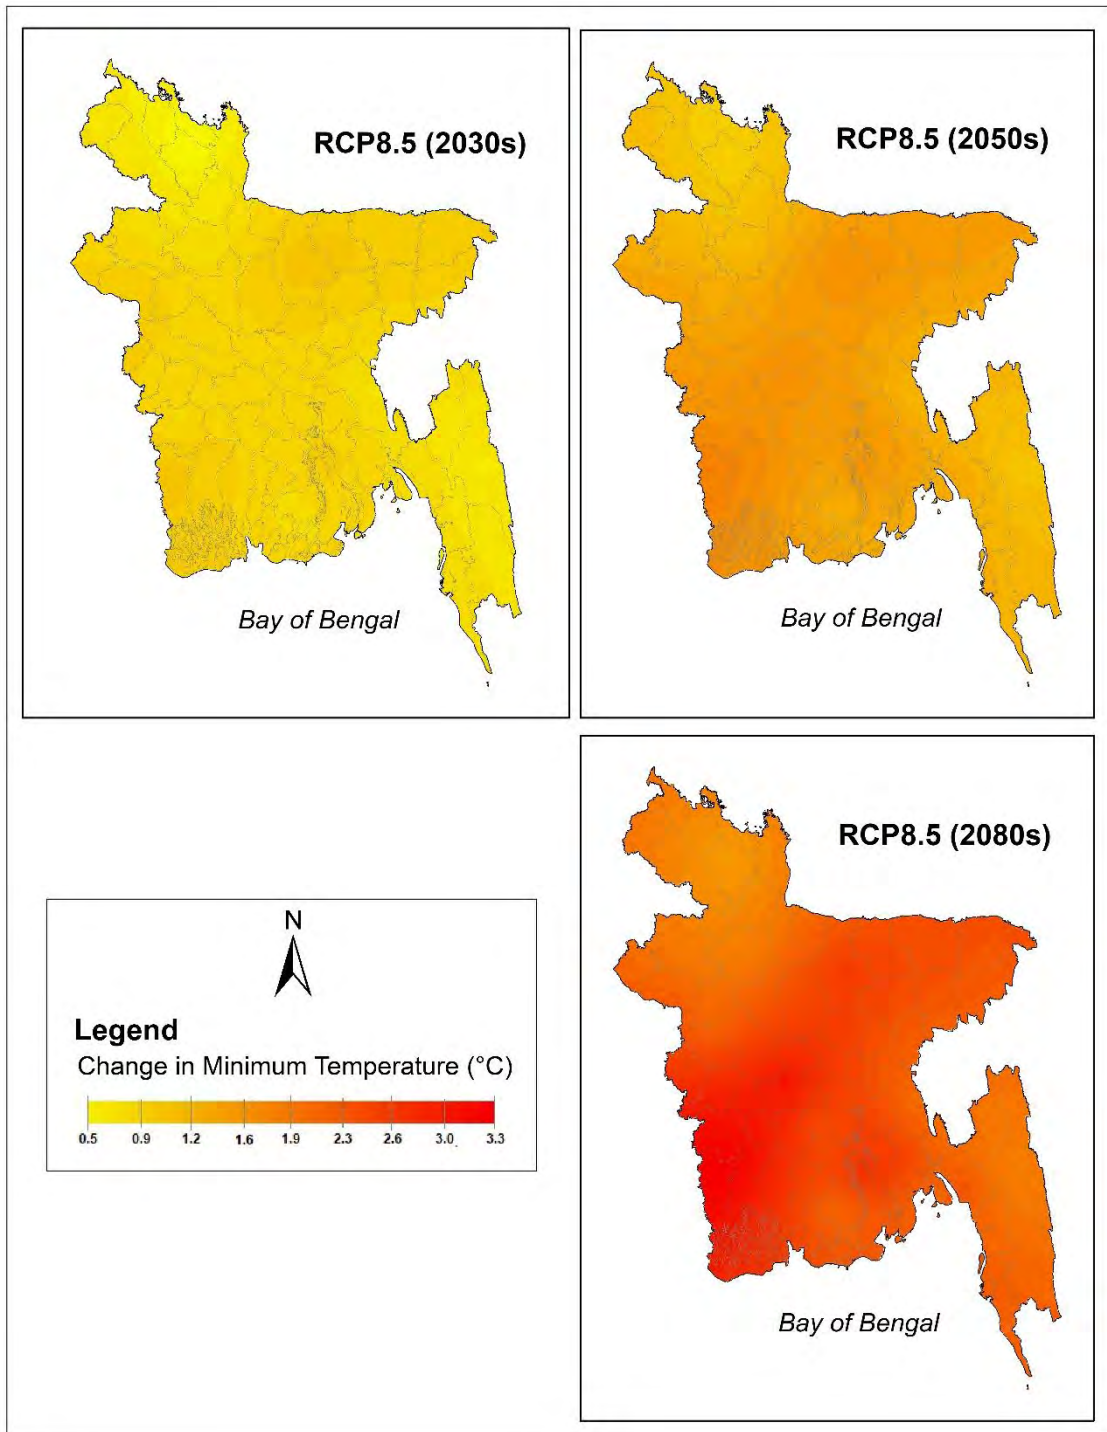 RCP8.5 (2030s)
Bay of Bengal
RCP8.5 (2050s)
Bay of Bengal
N
Legend
Change in Minimum Temperature (°C)
0.5 0.9 1.2 1.6 1.9 2.3 2.6 3.0 3.3
RCP8.5 (2080s)
Bay of Bengal